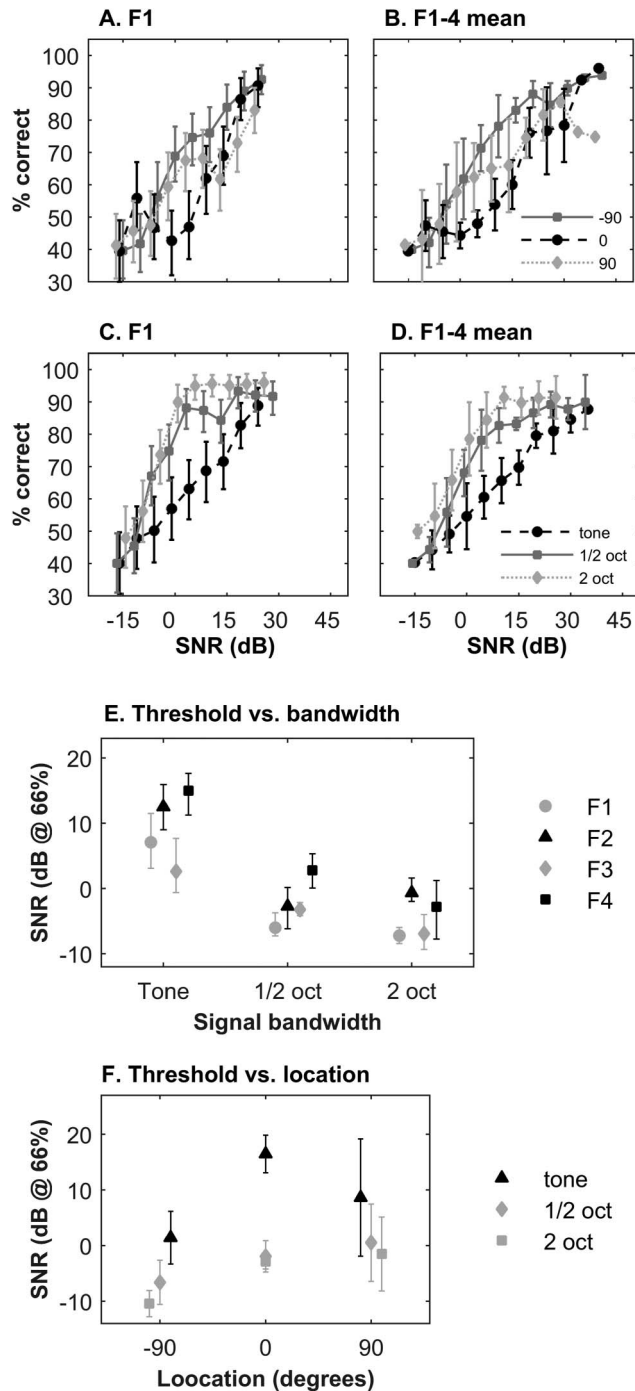 A. F1
B. F1-4 mean
% correct
100
90
80
70
60
50
40
30
-90
0
90
C. F1
D. F1-4 mean
% correct
100
90
80
70
60
50
40
30
tone
1/2 oct
2 oct
-15 0 15 30 45
-15 0 15 30 45
SNR (dB)
SNR (dB)
E. Threshold vs. bandwidth
SNR (dB @ 66%)
20
10
0
-10
F1
F2
F3
F4
Tone 1/2 oct 2 oct
Signal bandwidth
F. Threshold vs. location
SNR (dB @ 66%)
20
10
0
-10
tone
1/2 oct
2 oct
-90 0 90
Loocation (degrees)